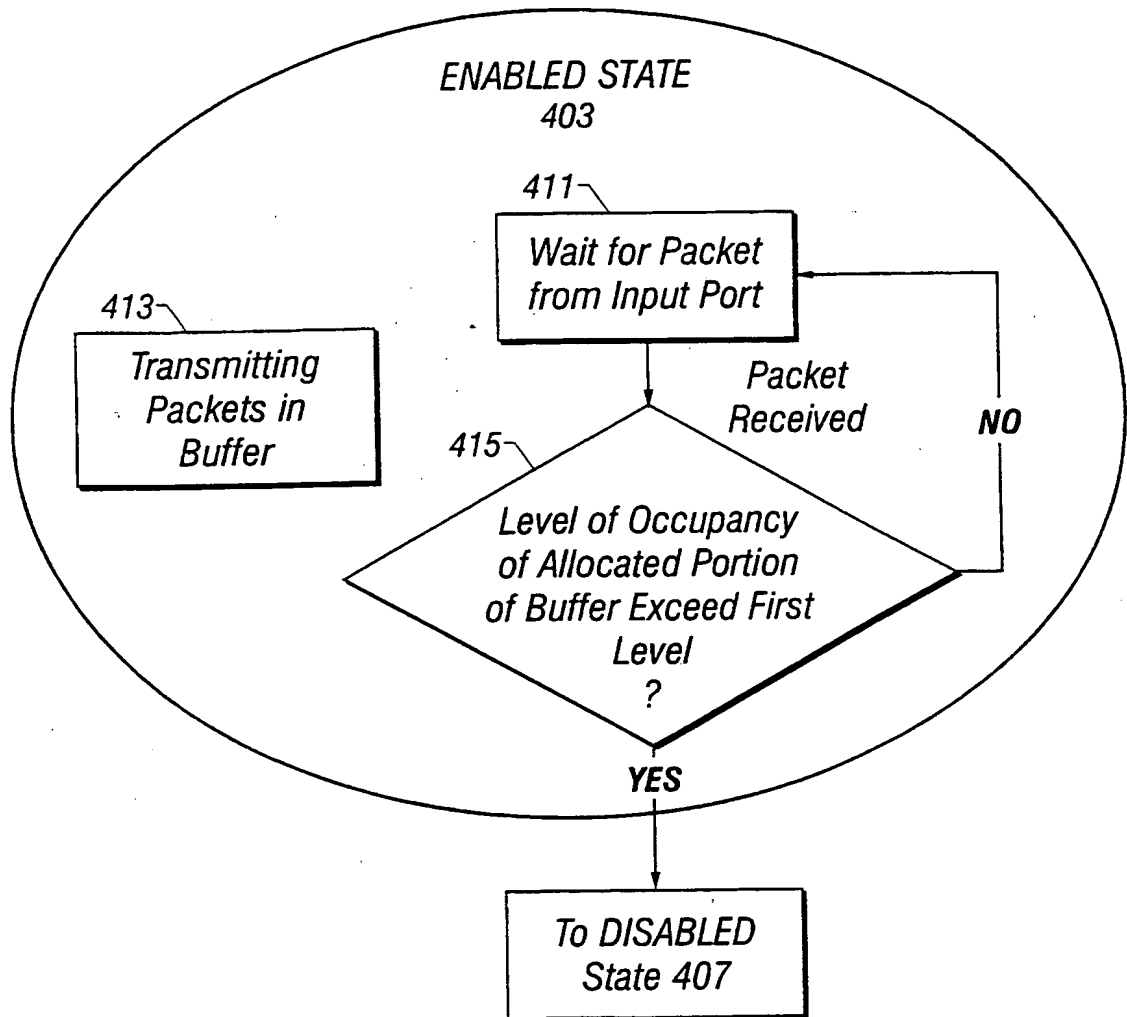 ENABLED STATE
403
411
Wait for Packet
from Input Port
413
Transmitting
Packets in
Buffer
Packet
Received
NO
415
Level of Occupancy
of Allocated Portion
of Buffer Exceed First
Level
?
YES
To DISABLED
State 407